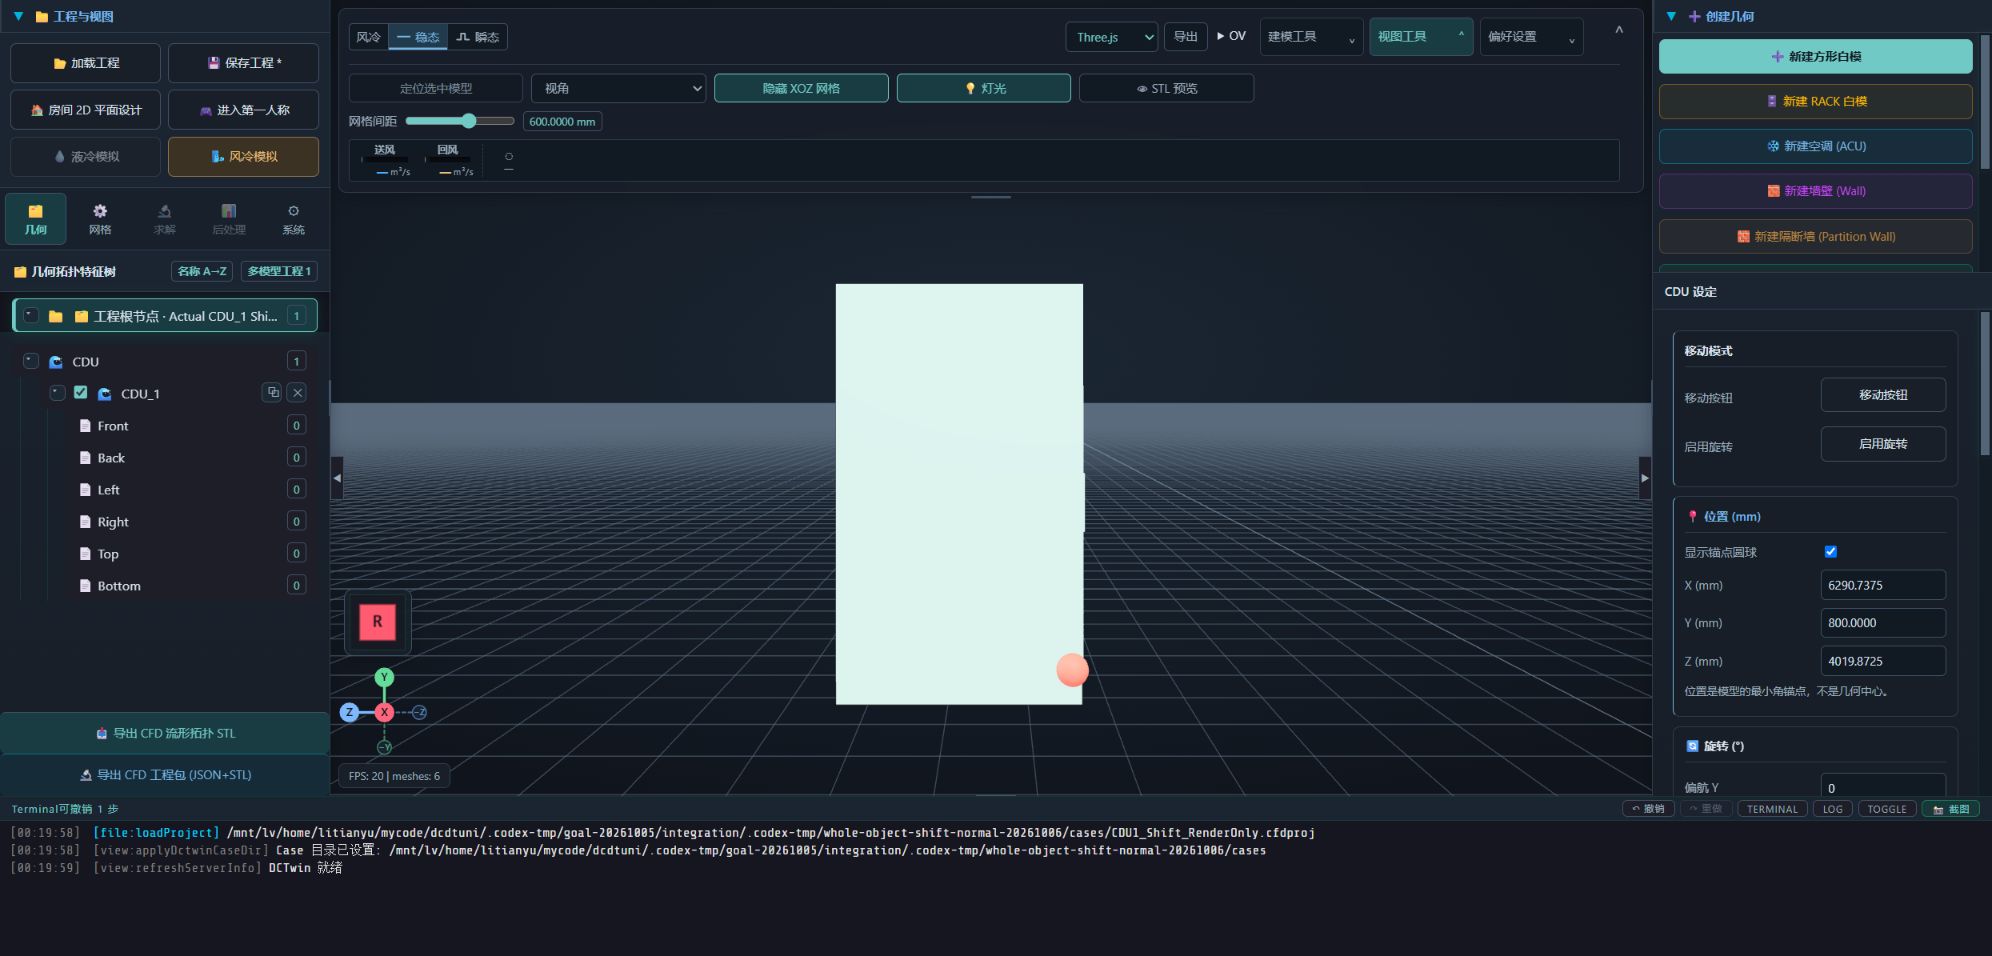 ▼ 工程与视图
加载工程
保存工程 *
房间 2D 平面设计
进入第一人称
液冷模拟
风冷模拟
几何
网格
求解
后处理
系统
几何拓扑特征树
名称 A→Z
多模型工程 1
工程根节点 · Actual CDU_1 Shi...
1
CDU
1
CDU_1
Front
0
Back
0
Left
0
Right
0
Top
0
Bottom
0
导出 CFD 流形拓扑 STL
导出 CFD 工程包 (JSON+STL)
风冷
稳态
瞬态
Three.js
导出
▶ OV
建模工具
视图工具
偏好设置
定位选中模型
视角
隐藏 XOZ 网格
灯光
STL 预览
网格间距
600.0000 mm
送风
回风
— m³/s
— m³/s
—
R
Y
Z
X
-Z
-Y
FPS: 20 | meshes: 6
▼ 创建几何
新建方形白模
新建 RACK 白模
新建空调 (ACU)
新建墙壁 (Wall)
新建隔断墙 (Partition Wall)
CDU 设定
移动模式
移动按钮
移动按钮
启用旋转
启用旋转
位置 (mm)
显示锚点圆球
X (mm)
6290.7375
Y (mm)
800.0000
Z (mm)
4019.8725
位置是模型的最小角锚点，不是几何中心。
旋转 (°)
偏航 Y
0
Terminal可撤销 1 步
撤销
重做
TERMINAL
LOG
TOGGLE
截图
[00:19:58] [file:loadProject] /mnt/lv/home/litianyu/mycode/dcdtuni/.codex-tmp/goal-20261005/integration/.codex-tmp/whole-object-shift-normal-20261006/cases/CDU1_Shift_RenderOnly.cfdproj
[00:19:58] [view:applyDctwinCaseDir] Case 目录已设置: /mnt/lv/home/litianyu/mycode/dcdtuni/.codex-tmp/goal-20261005/integration/.codex-tmp/whole-object-shift-normal-20261006/cases
[00:19:59] [view:refreshServerInfo] DCTwin 就绪